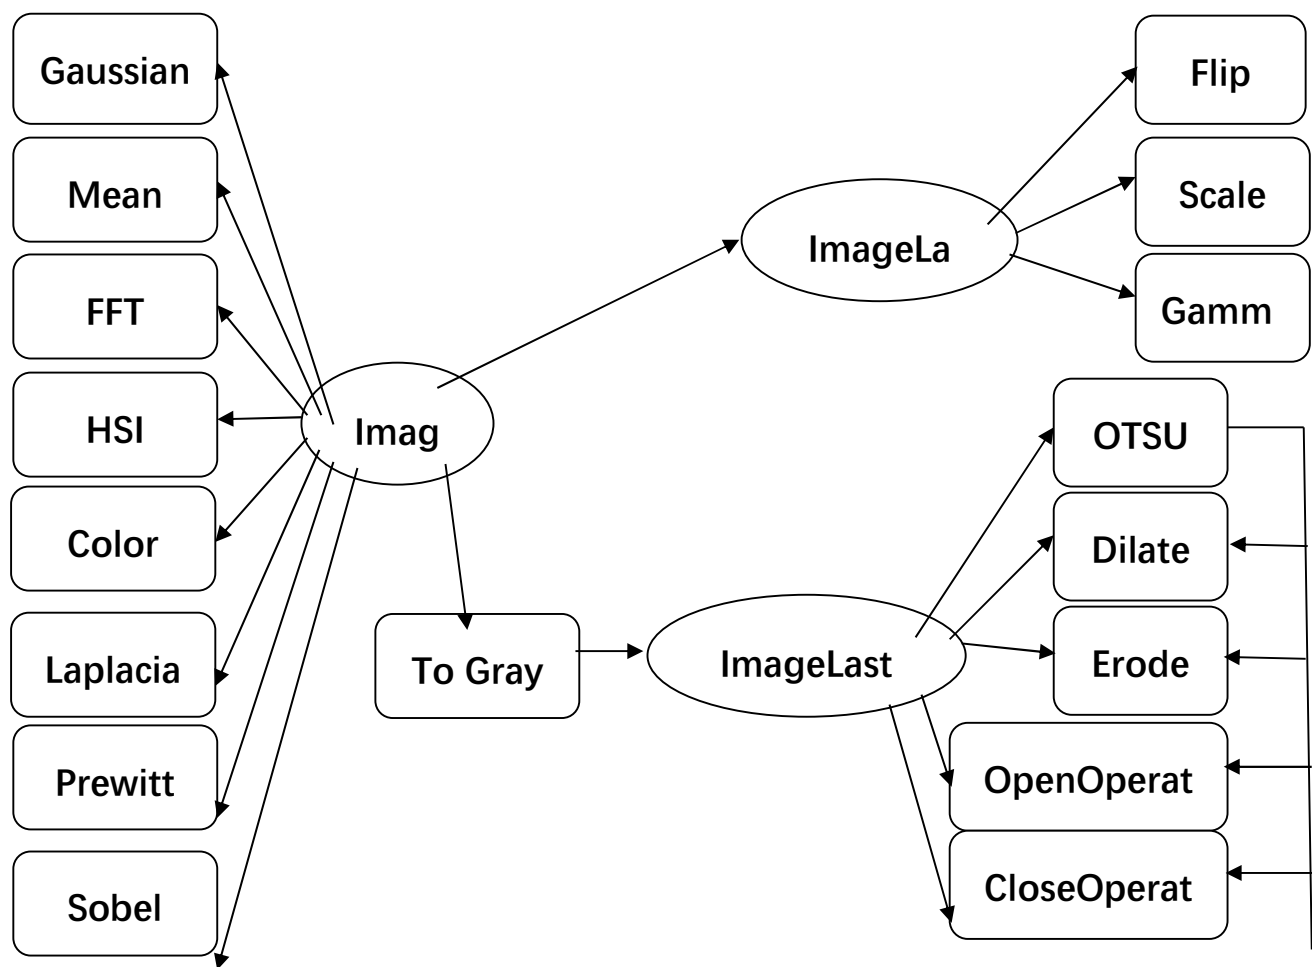 Gaussian
Mean
FFT
HSI
Color
Laplacia
Prewitt
Sobel
Imag
To Gray
ImageLa
Flip
Scale
Gamm
ImageLast
OTSU
Dilate
Erode
OpenOperat
CloseOperat